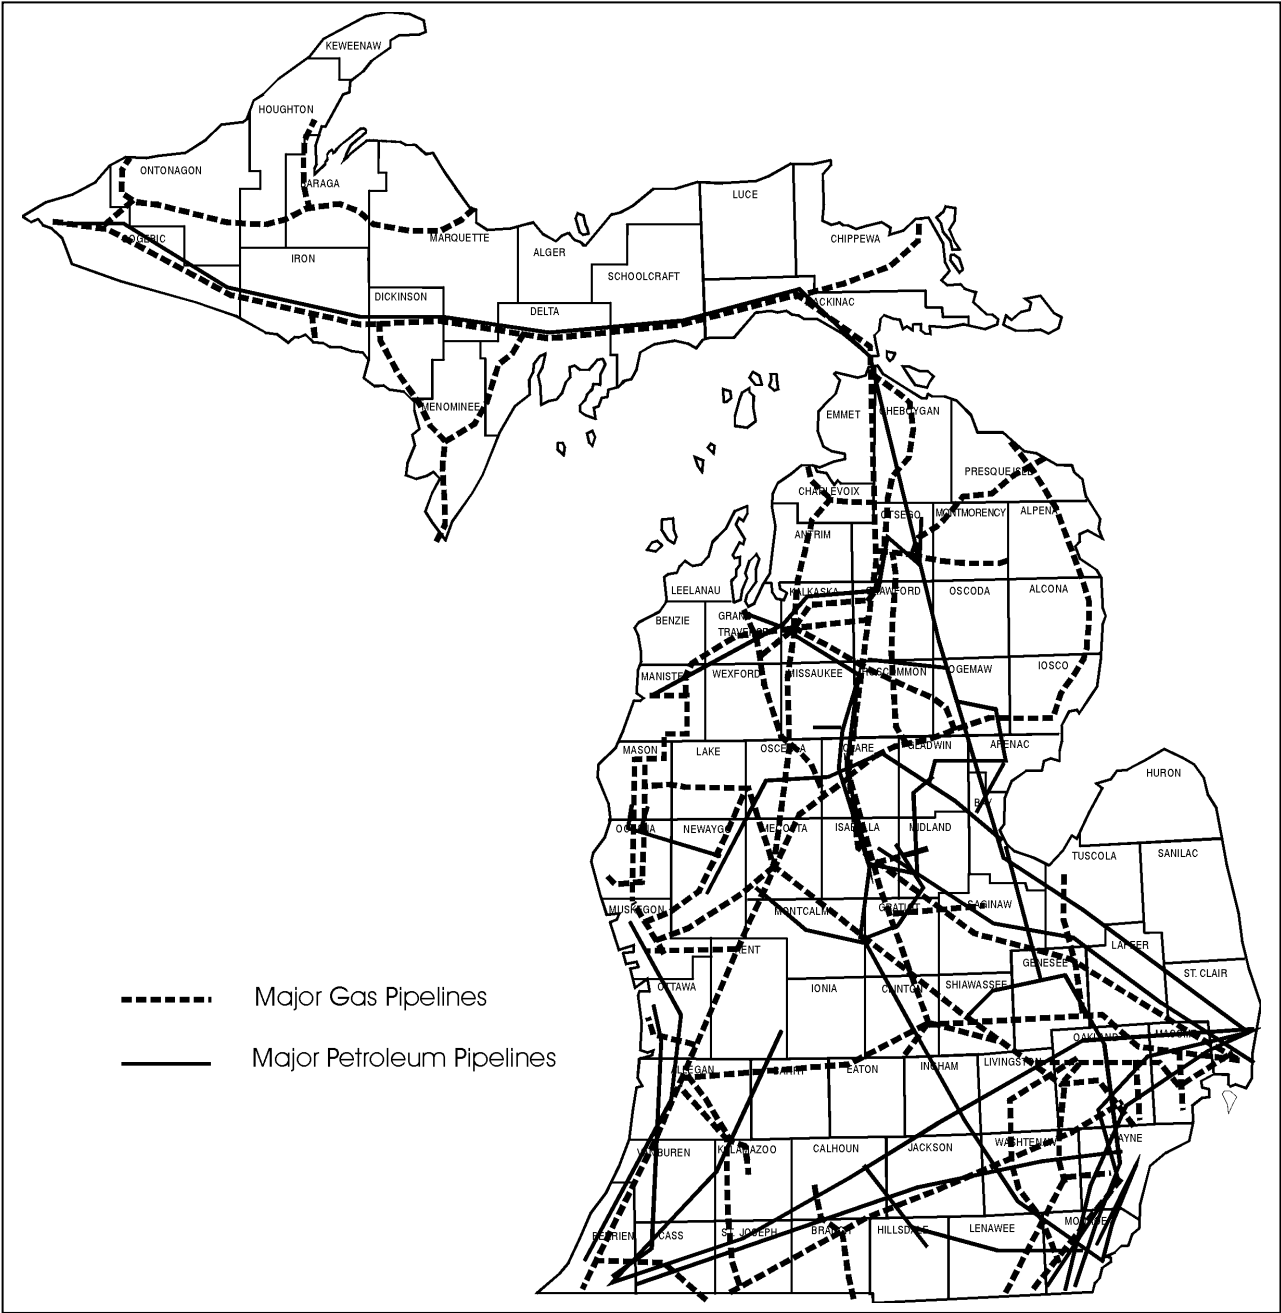 KEWEENAW
HOUGHTON
ONTONAGON
BARAGA
LUCE
GOGEBIC
MARQUETTE
CHIPPEWA
ALGER
IRON
SCHOOLCRAFT
DICKINSON
MACKINAC
DELTA
MENOMINEE
EMMET
CHEBOYGAN
PRESQUE ISLE
CHARLEVOIX
OTSEGO
MONTMORENCY
ALPENA
ANTRIM
LEELANAU
KALKASKA
CRAWFORD
OSCODA
ALCONA
BENZIE
GRAND
TRAVERSE
MANISTEE
WEXFORD
MISSAUKEE
ROSCOMMON
OGEMAW
IOSCO
MASON
LAKE
OSCEOLA
CLARE
GLADWIN
ARENAC
HURON
BAY
OCEANA
NEWAYGO
MECOSTA
ISABELLA
MIDLAND
TUSCOLA
SANILAC
MUSKEGON
MONTCALM
GRATIOT
SAGINAW
KENT
LAPEER
GENESEE
ST. CLAIR
OTTAWA
IONIA
CLINTON
SHIAWASSEE
Major Gas Pipelines
OAKLAND
MACOMB
Major Petroleum Pipelines
ALLEGAN
BARRY
EATON
INGHAM
LIVINGSTON
VAN BUREN
KALAMAZOO
CALHOUN
JACKSON
WASHTENAW
WAYNE
BERRIEN
CASS
ST. JOSEPH
BRANCH
HILLSDALE
LENAWEE
MONROE